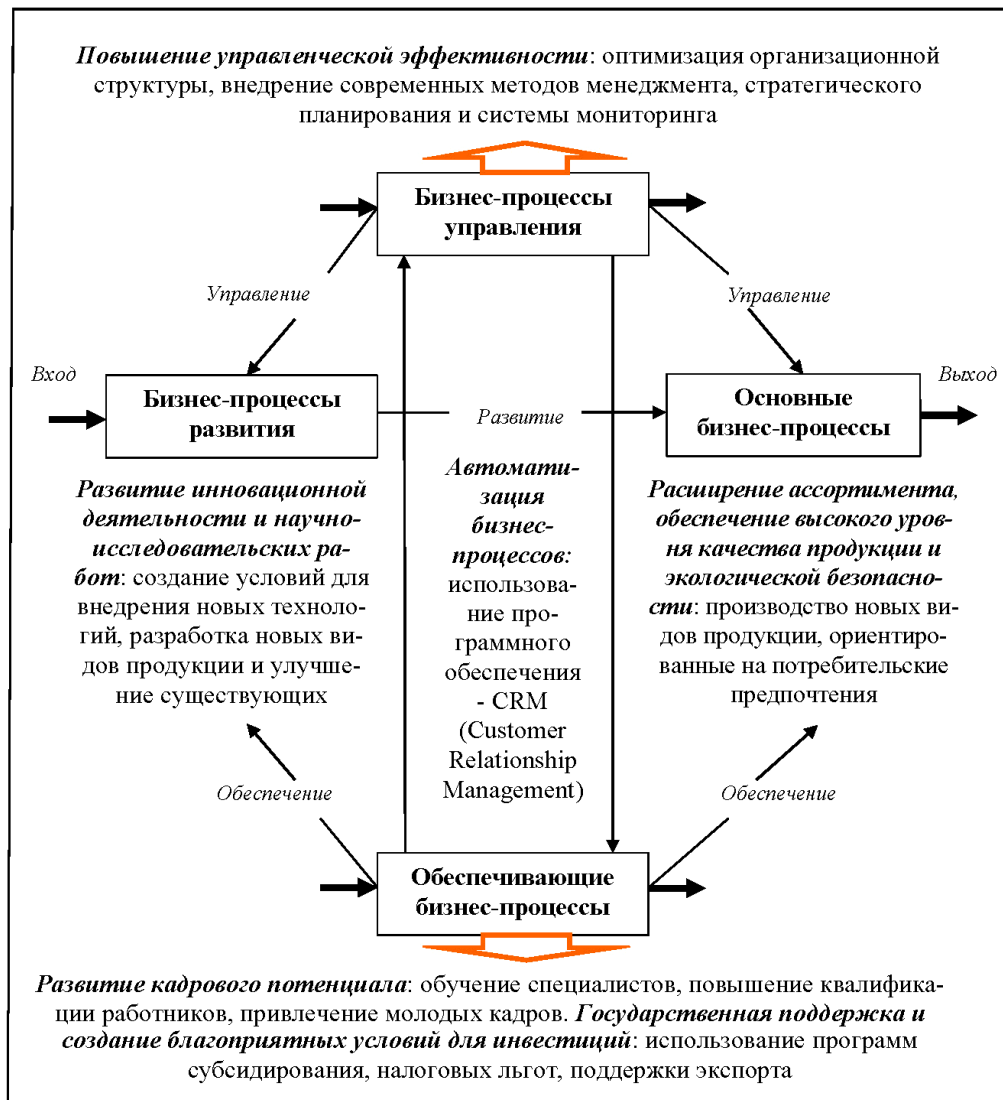 Повышение управленческой эффективности: оптимизация организационной
структуры, внедрение современных методов менеджмента, стратегического
планирования и системы мониторинга
Бизнес-процессы
управления
Управление
Управление
Вход
Выход
Бизнес-процессы
развития
Развитие
Основные
бизнес-процессы
Развитие инновационной
деятельности и научно-
исследовательских ра-
бот: создание условий для
внедрения новых техноло-
гий, разработка новых ви-
дов продукции и улучше-
ние существующих
Автомати-
зация
бизнес-
процессов:
использова-
ние про-
граммного
обеспечения
- CRM
(Customer
Relationship
Management)
Расширение ассортимента,
обеспечение высокого уров-
ня качества продукции и
экологической безопасно-
сти: производство новых ви-
дов продукции, ориентиро-
ванные на потребительские
предпочтения
Обеспечение
Обеспечение
Обеспечивающие
бизнес-процессы
Развитие кадрового потенциала: обучение специалистов, повышение квалифика-
ции работников, привлечение молодых кадров. Государственная поддержка и
создание благоприятных условий для инвестиций: использование программ
субсидирования, налоговых льгот, поддержки экспорта